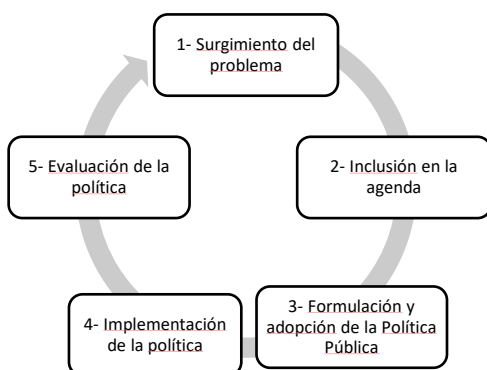 1- Surgimiento del
problema
2- Inclusión en la
agenda
3- Formulación y
adopción de la Política
Pública
4- Implementación
de la política
5- Evaluación de la
política